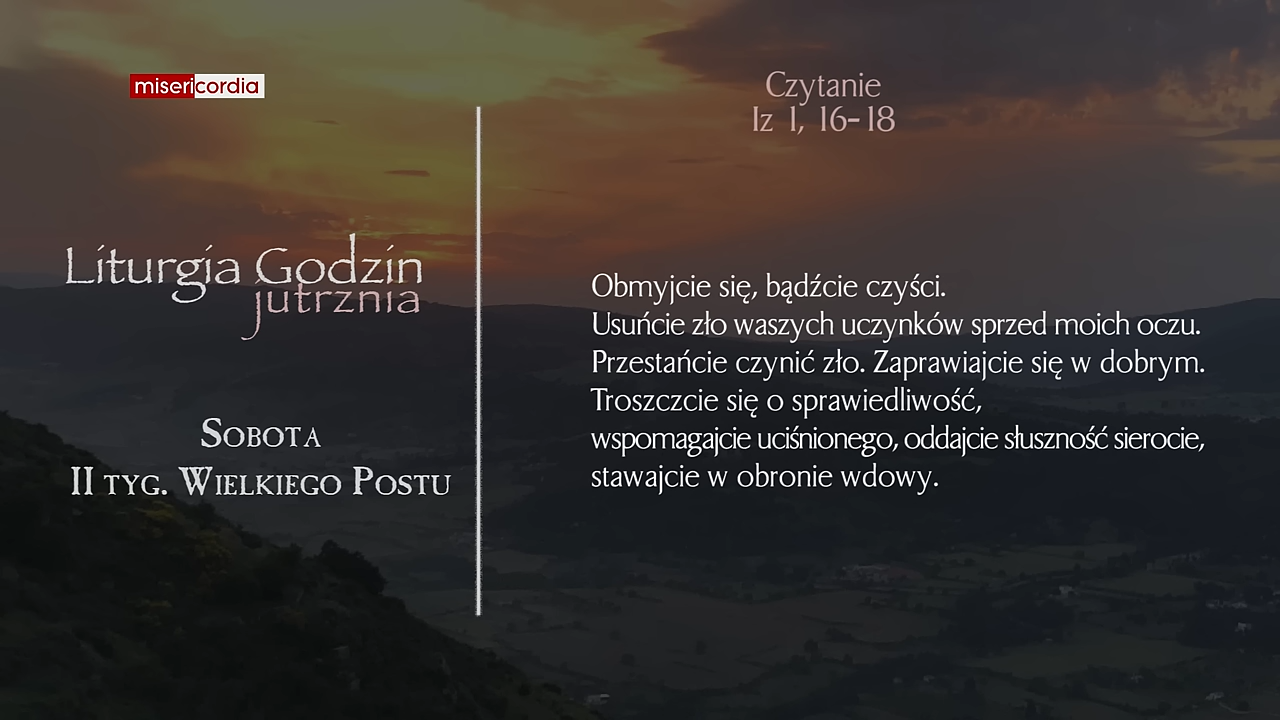 misericordia
Liturgia Godzin
jutrznia
Sobota
II tyg. Wielkiego Postu
Czytanie
Iz 1, 16-18
Obmyjcie się, bądźcie czyści.
Usuńcie zło waszych uczynków sprzed moich oczu.
Przestańcie czynić zło. Zaprawiajcie się w dobrym.
Troszczcie się o sprawiedliwość,
wspomagajcie uciśnionego, oddajcie słuszność sierocie,
stawajcie w obronie wdowy.